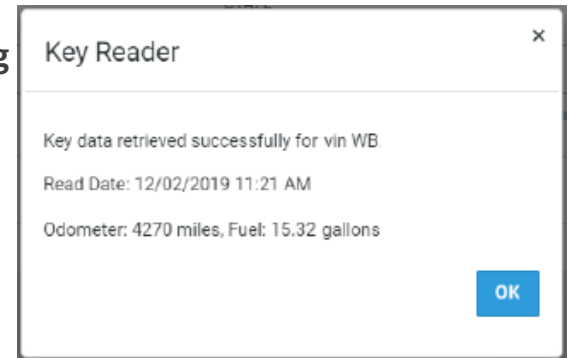 Key Reader
×
Key data retrieved successfully for vin WB
Read Date: 12/02/2019 11:21 AM
Odometer: 4270 miles, Fuel: 15.32 gallons
OK